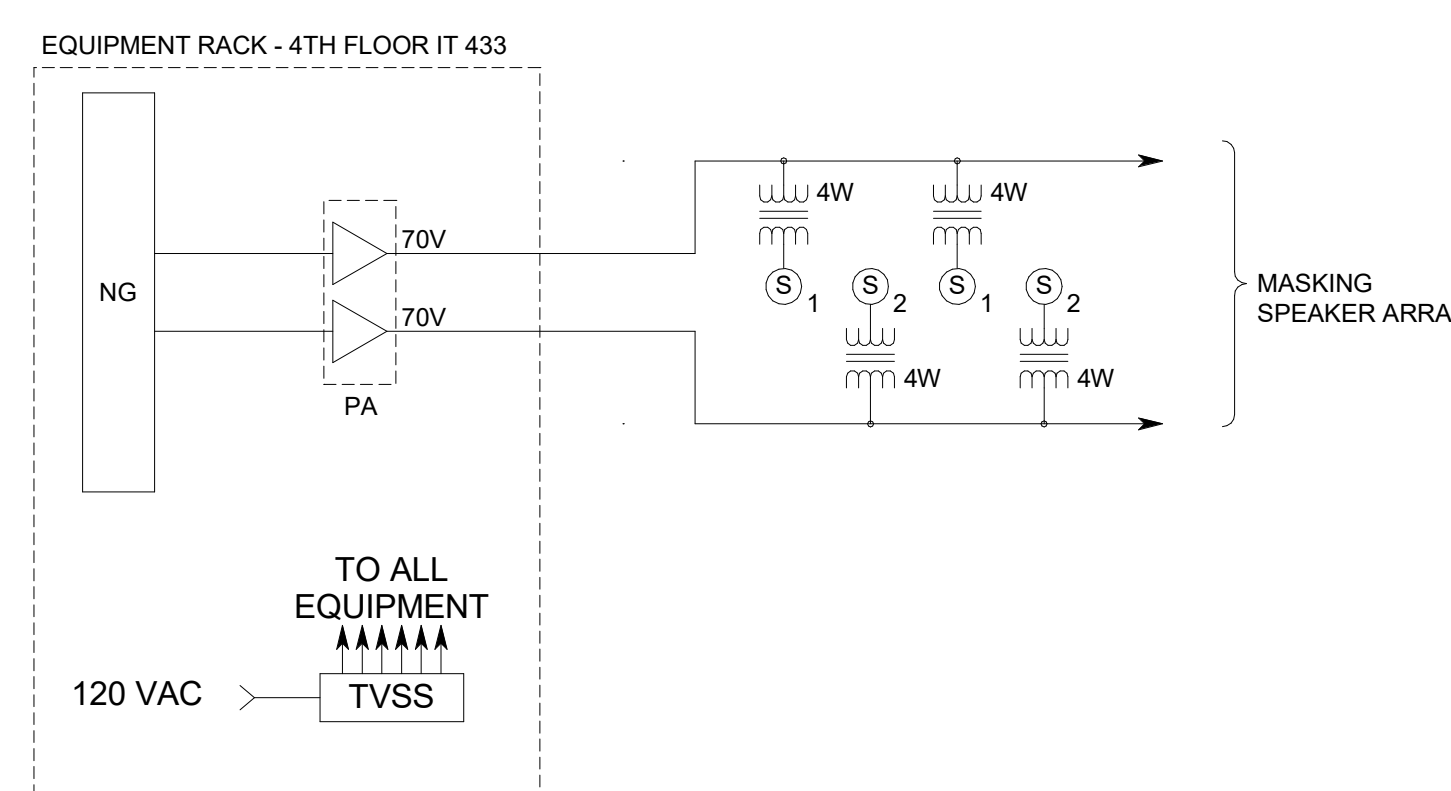 EQUIPMENT RACK - 4TH FLOOR IT 433
NG
70V
70V
PA
4W
4W
S
1
S
2
S
1
S
2
4W
4W
MASKING
SPEAKER ARRA
TO ALL
EQUIPMENT
120 VAC
TVSS